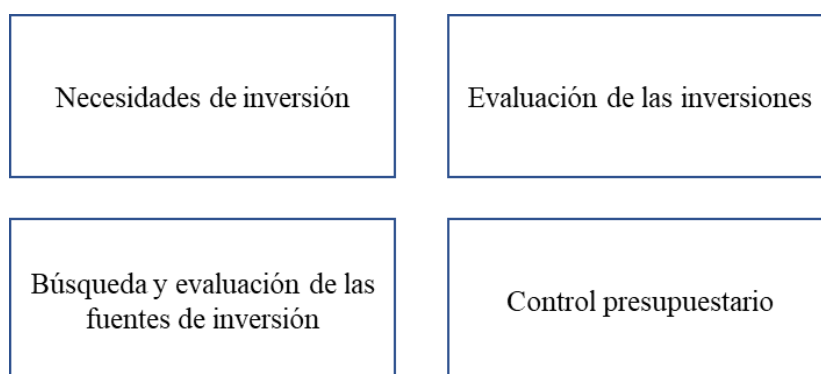 Necesidades de inversión
Evaluación de las inversiones
Búsqueda y evaluación de las
fuentes de inversión
Control presupuestario